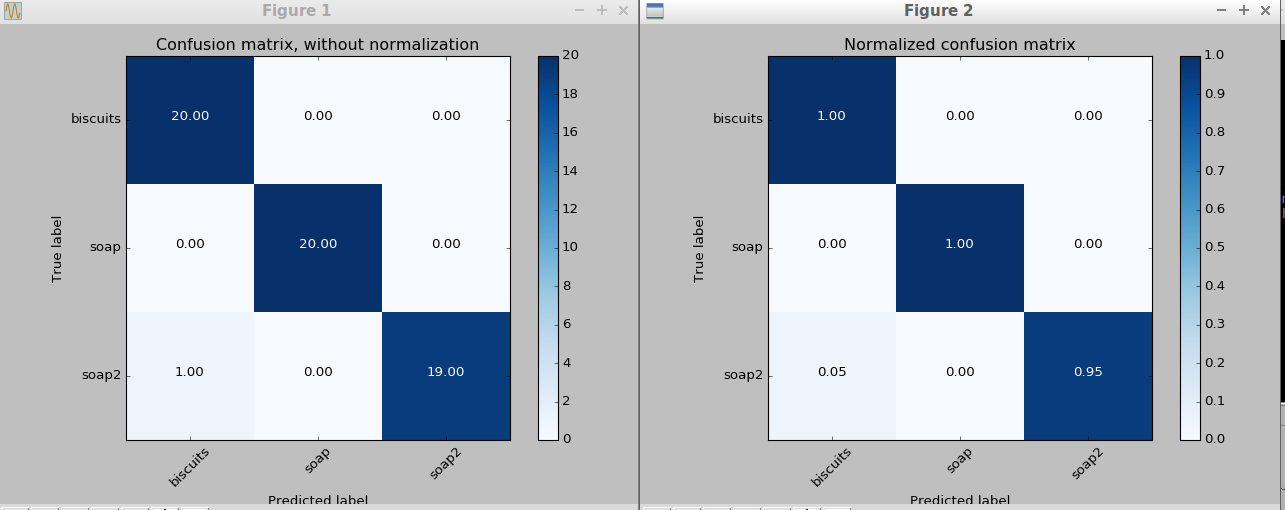 Figure 1
Confusion matrix, without normalization
biscuits 20.00 0.00 0.00
soap 0.00 20.00 0.00
soap2 1.00 0.00 19.00
True label
biscuits soap soap2
Predicted label
20
18
16
14
12
10
8
6
4
2
0
Figure 2
Normalized confusion matrix
biscuits 1.00 0.00 0.00
soap 0.00 1.00 0.00
soap2 0.05 0.00 0.95
True label
biscuits soap soap2
Predicted label
1.0
0.9
0.8
0.7
0.6
0.5
0.4
0.3
0.2
0.1
0.0